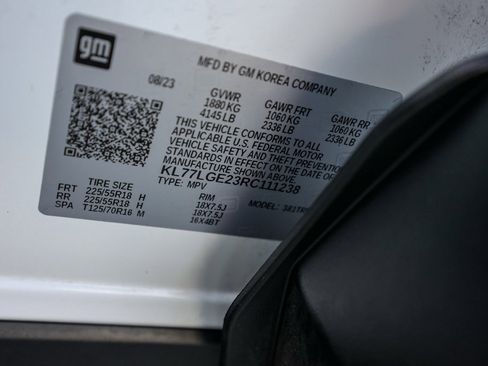 gm
MFD BY GM KOREA COMPANY
08/23
GVWR GAWR FRT GAWR RR
1880 KG 1060 KG 1060 KG
4145 LB 2336 LB 2336 LB
THIS VEHICLE CONFORMS TO ALL
APPLICABLE U.S. FEDERAL MOTOR
VEHICLE SAFETY AND THEFT PREVENTION
STANDARDS IN EFFECT ON THE DATE OF
MANUFACTURE SHOWN ABOVE
KL77LGE23RC111238
TYPE: MPV MODEL:
TIRE SIZE RIM
FRT 225/55R18 H 18X7.5J
RR 225/55R18 H 18X7.5J
SPA T125/70R16 M 16X4BT